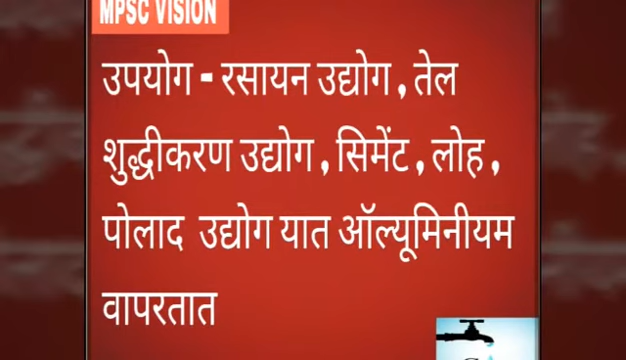 MPSC VISION
उपयोग - रसायन उद्योग , तेल
शुद्धीकरण उद्योग , सिमेंट , लोह ,
पोलाद उद्योग यात ऑल्यूमिनीयम
वापरतात